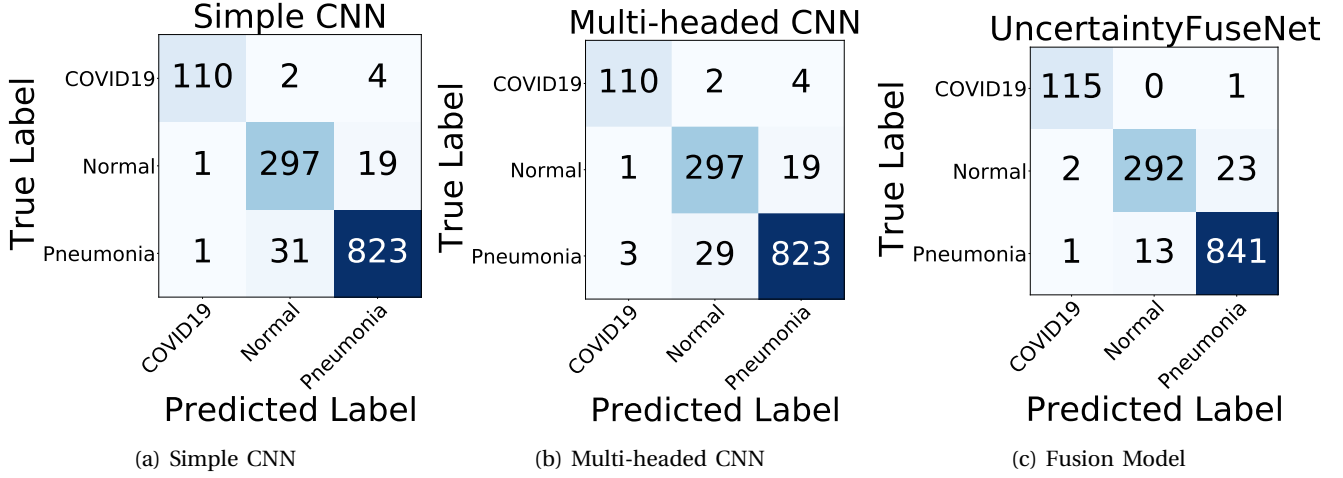 Simple CNN
True Label
COVID19 110 2 4
Normal 1 297 19
Pneumonia 1 31 823
COVID19 Normal Pneumonia
Predicted Label
(a) Simple CNN
Multi-headed CNN
True Label
COVID19 110 2 4
Normal 1 297 19
Pneumonia 3 29 823
COVID19 Normal Pneumonia
Predicted Label
(b) Multi-headed CNN
UncertaintyFuseNet
True Label
COVID19 115 0 1
Normal 2 292 23
Pneumonia 1 13 841
COVID19 Normal Pneumonia
Predicted Label
(c) Fusion Model